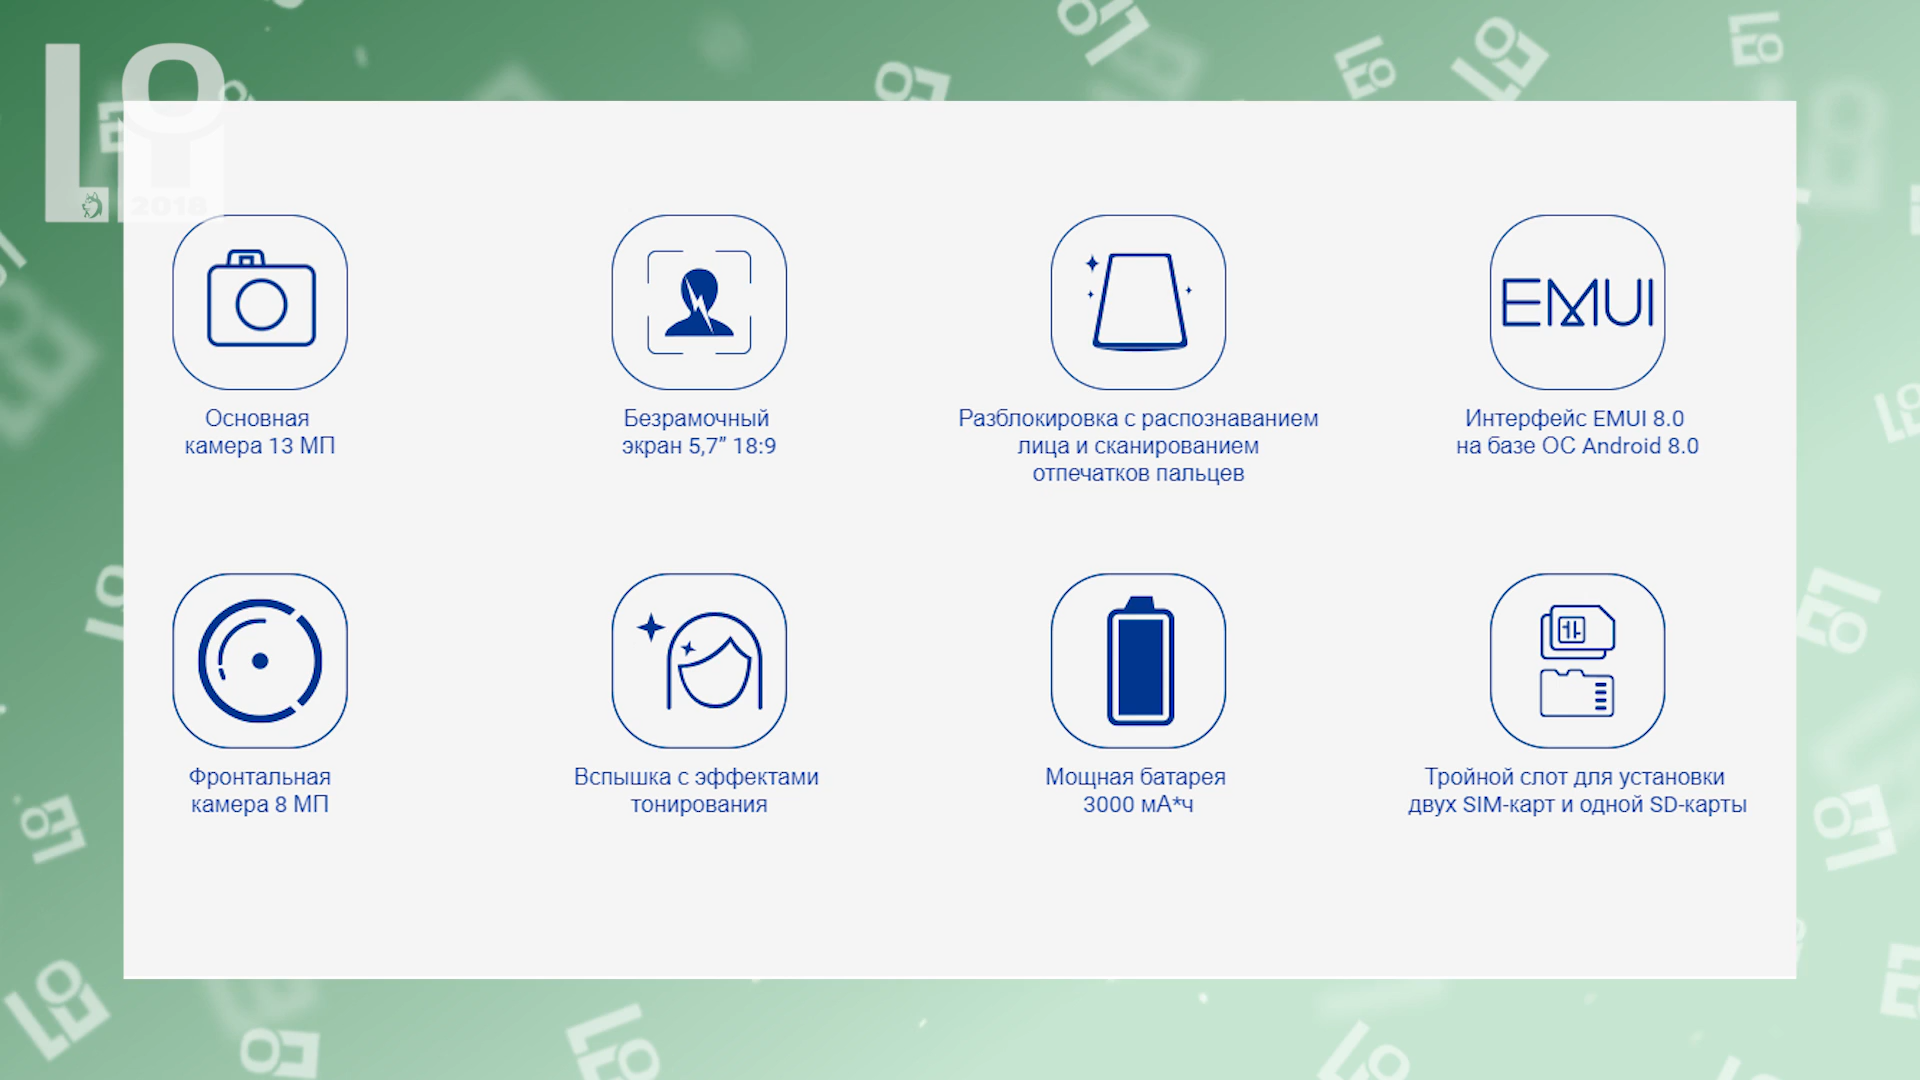 2018
EMUI
Основная
камера 13 МП
Безрамочный
экран 5,7” 18:9
Разблокировка с распознаванием
лица и сканированием
отпечатков пальцев
Интерфейс EMUI 8.0
на базе ОС Android 8.0
Фронтальная
камера 8 МП
Вспышка с эффектами
тонирования
Мощная батарея
3000 мА*ч
Тройной слот для установки
двух SIM-карт и одной SD-карты